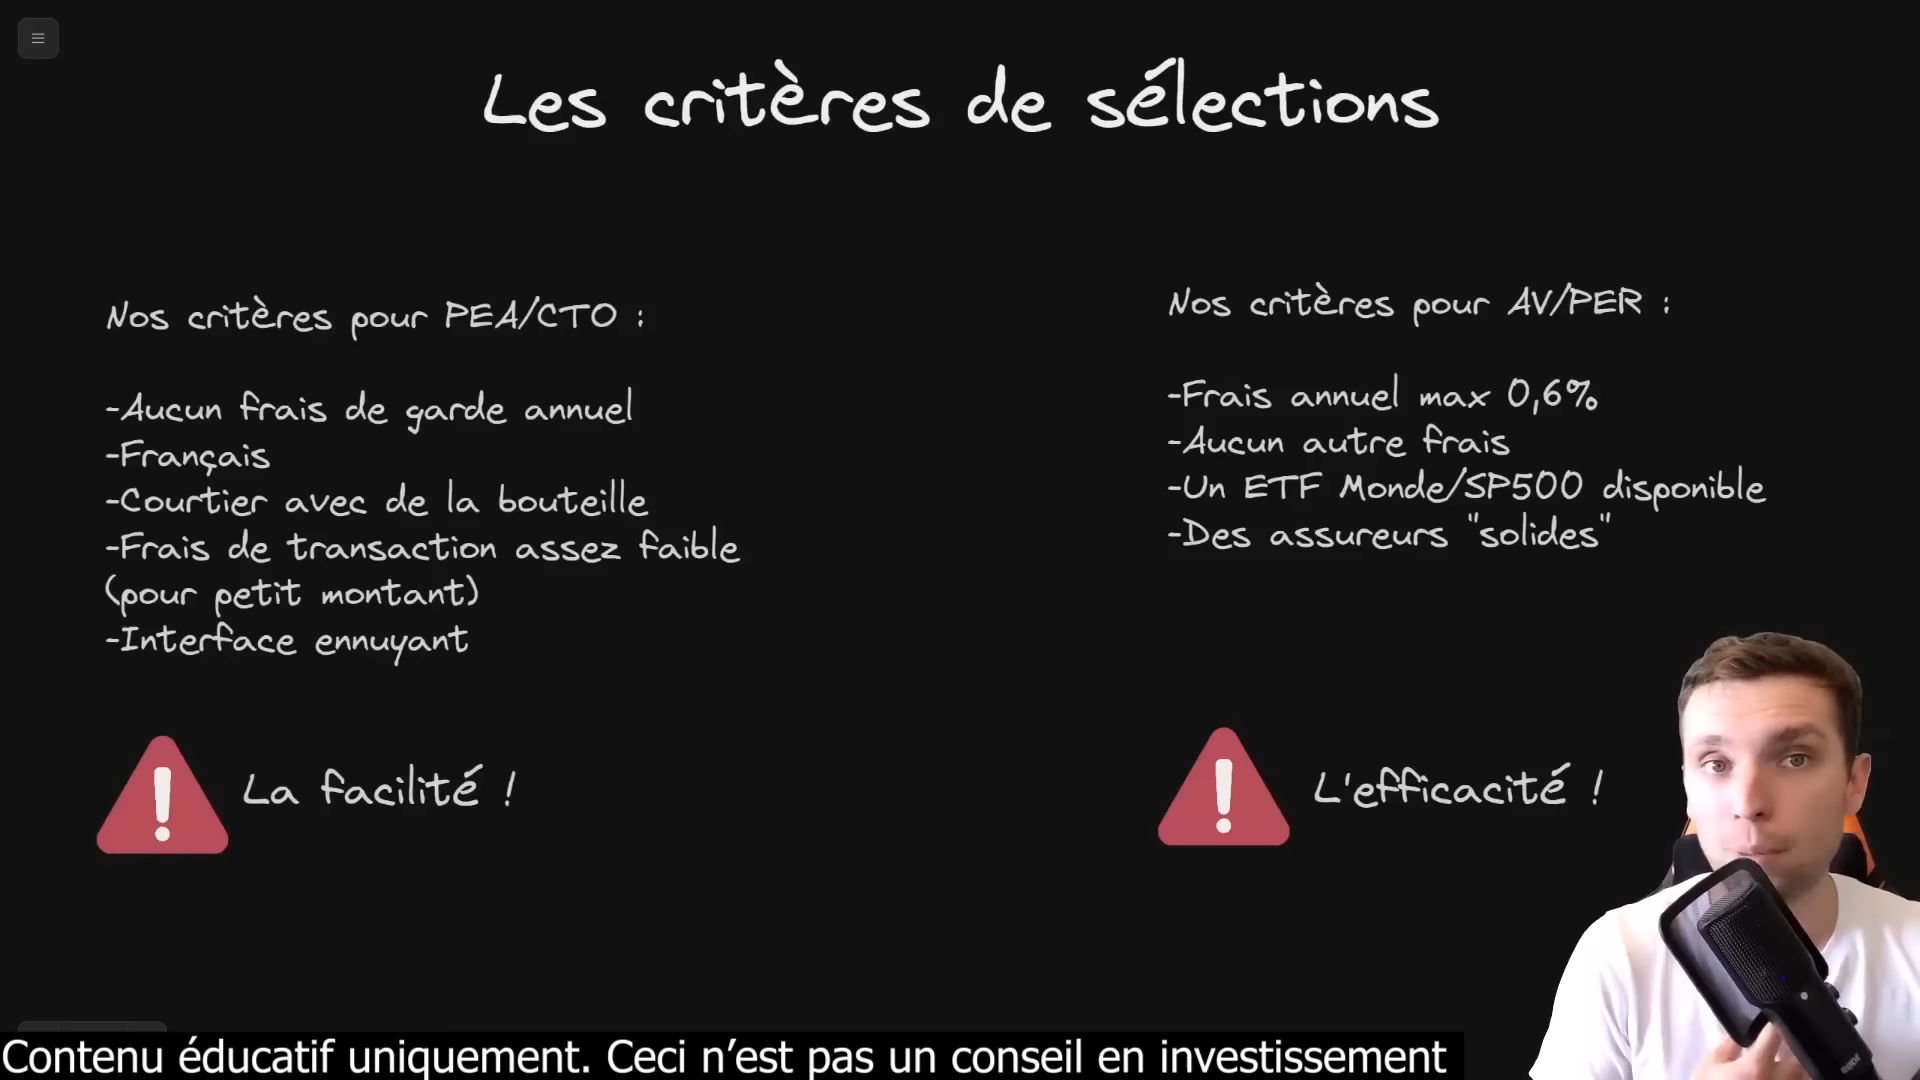 Les critères de sélections
Nos critères pour PEA/CTO :
-Aucun frais de garde annuel
-Français
-Courtier avec de la bouteille
-Frais de transaction assez faible
(pour petit montant)
-Interface ennuyant
La facilité !
Nos critères pour AV/PER :
-Frais annuel max 0,6%
-Aucun autre frais
-Un ETF Monde/SP500 disponible
-Des assureurs "solides"
L'efficacité !
RODE
Contenu éducatif uniquement. Ceci n’est pas un conseil en investissement